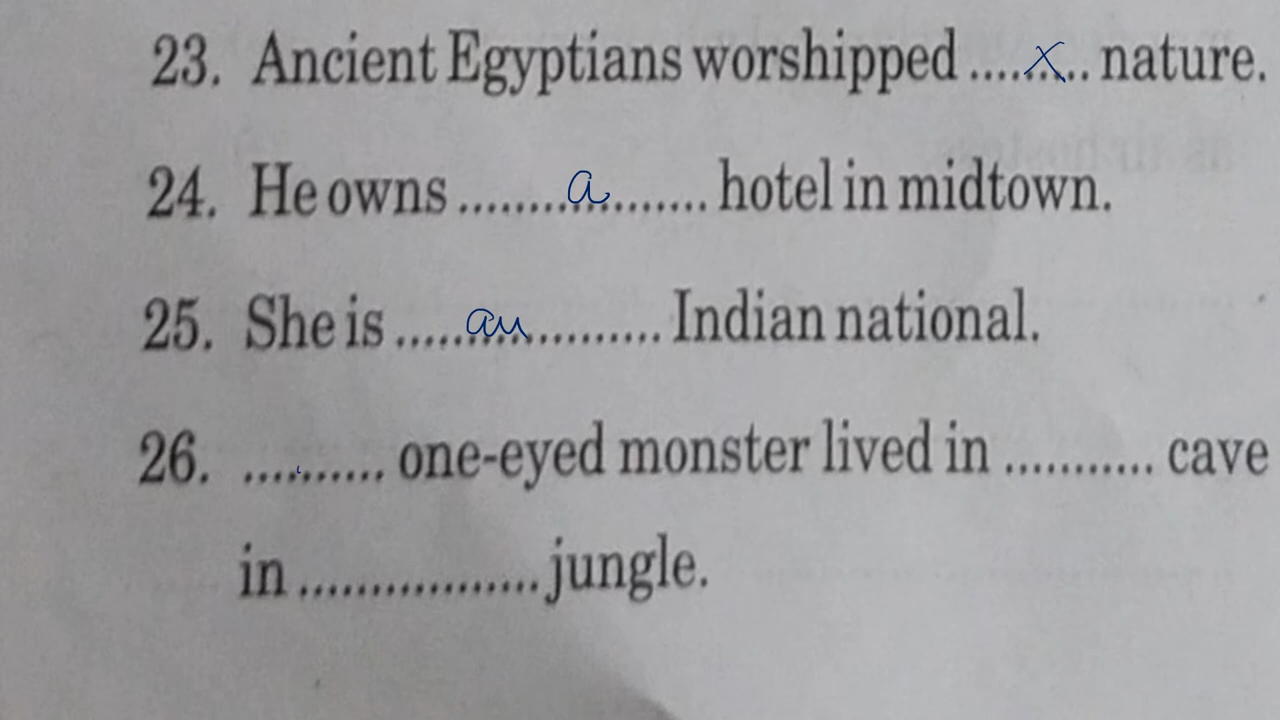 23. Ancient Egyptians worshipped ....x.... nature.
24. He owns ........a........ hotel in midtown.
25. She is .....an.......... Indian national.
26. .......... one-eyed monster lived in ........... cave
in ................. jungle.